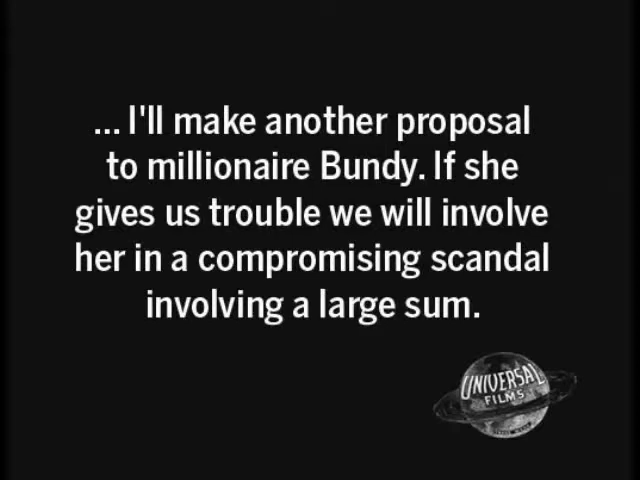 ... I'll make another proposal
to millionaire Bundy. If she
gives us trouble we will involve
her in a compromising scandal
involving a large sum.
UNIVERSAL
FILMS